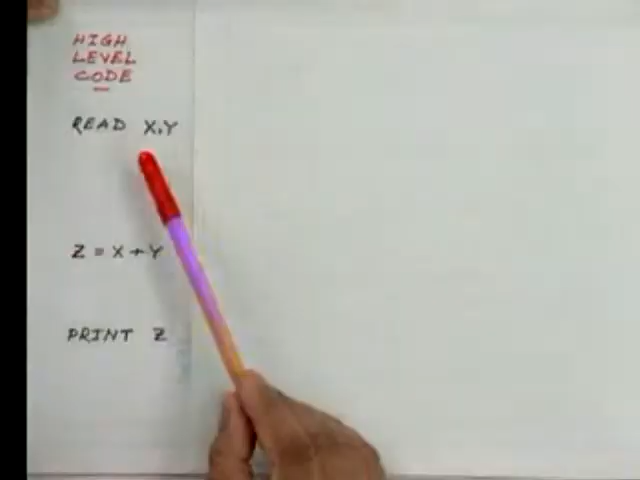 HIGH
LEVEL
CODE
READ X,Y
Z = X + Y
PRINT Z